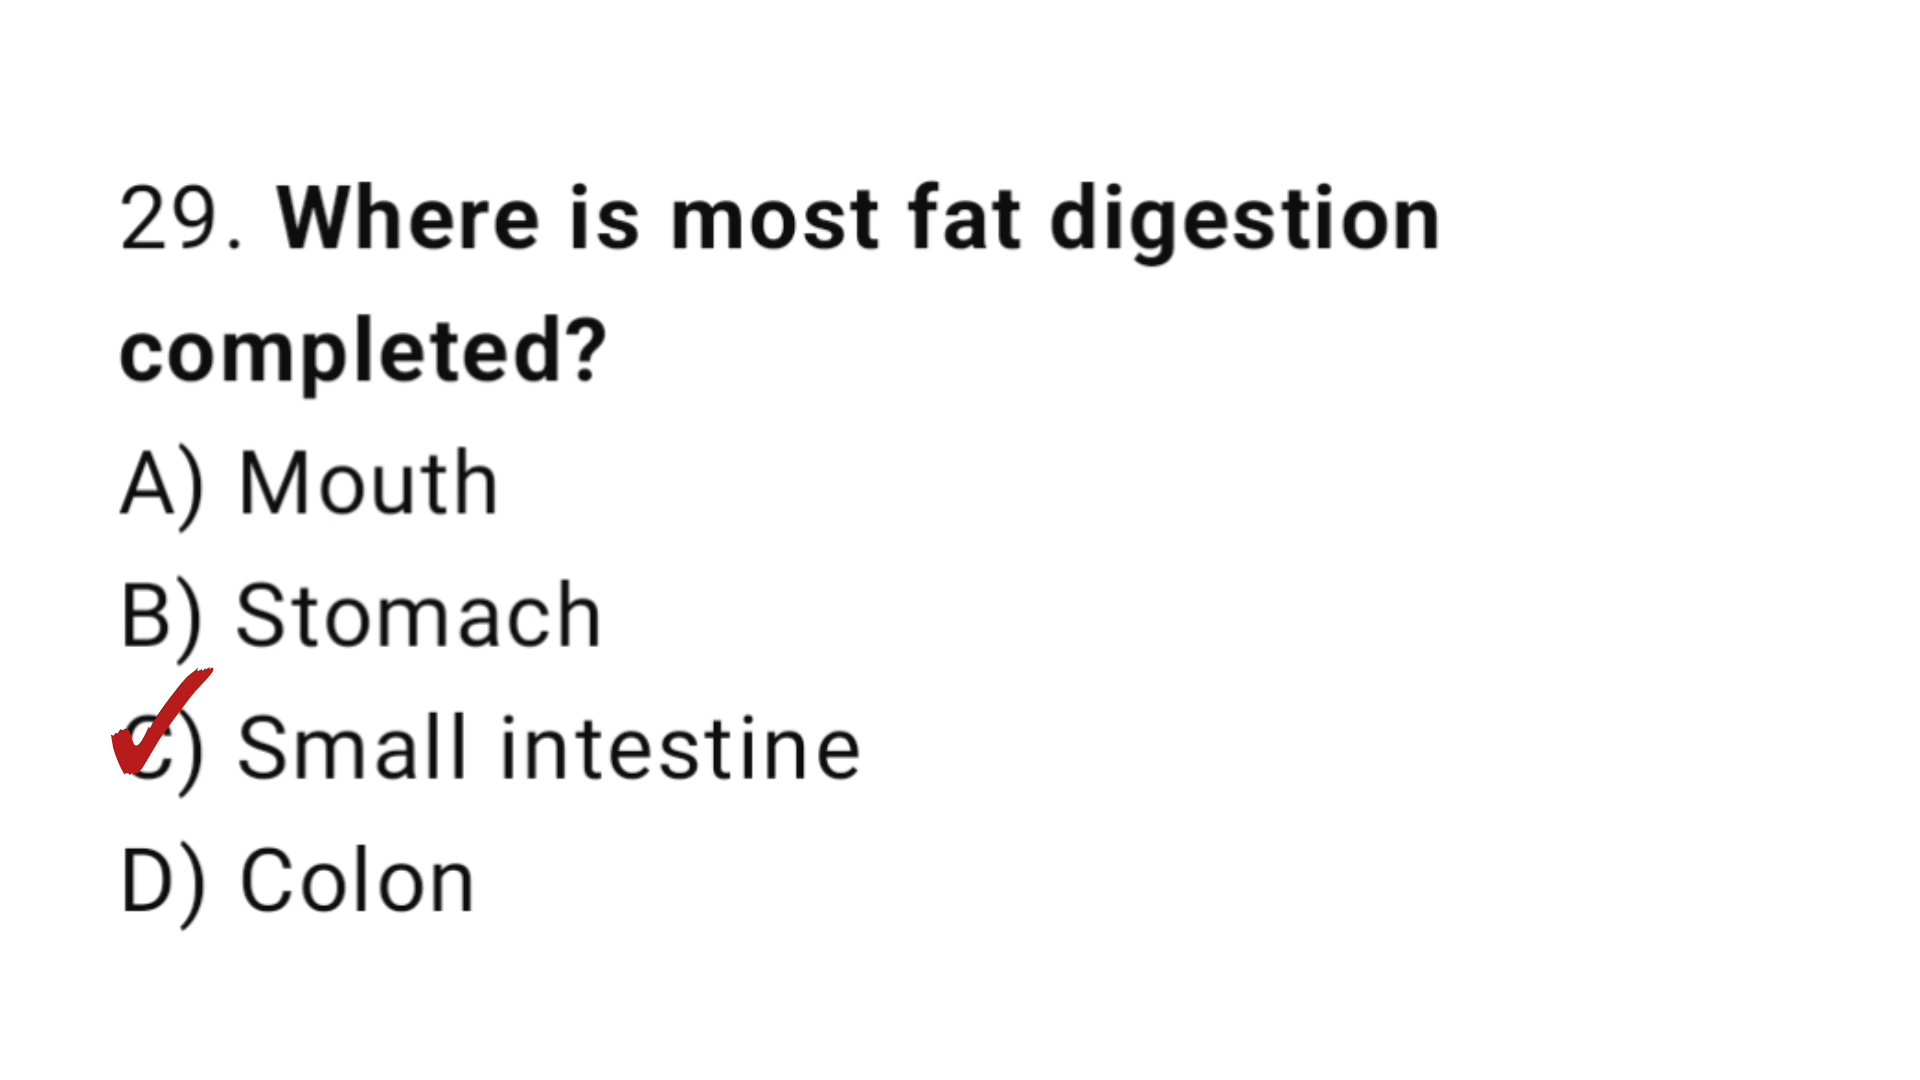 29. Where is most fat digestion
completed?
A) Mouth
B) Stomach
C) Small intestine
D) Colon